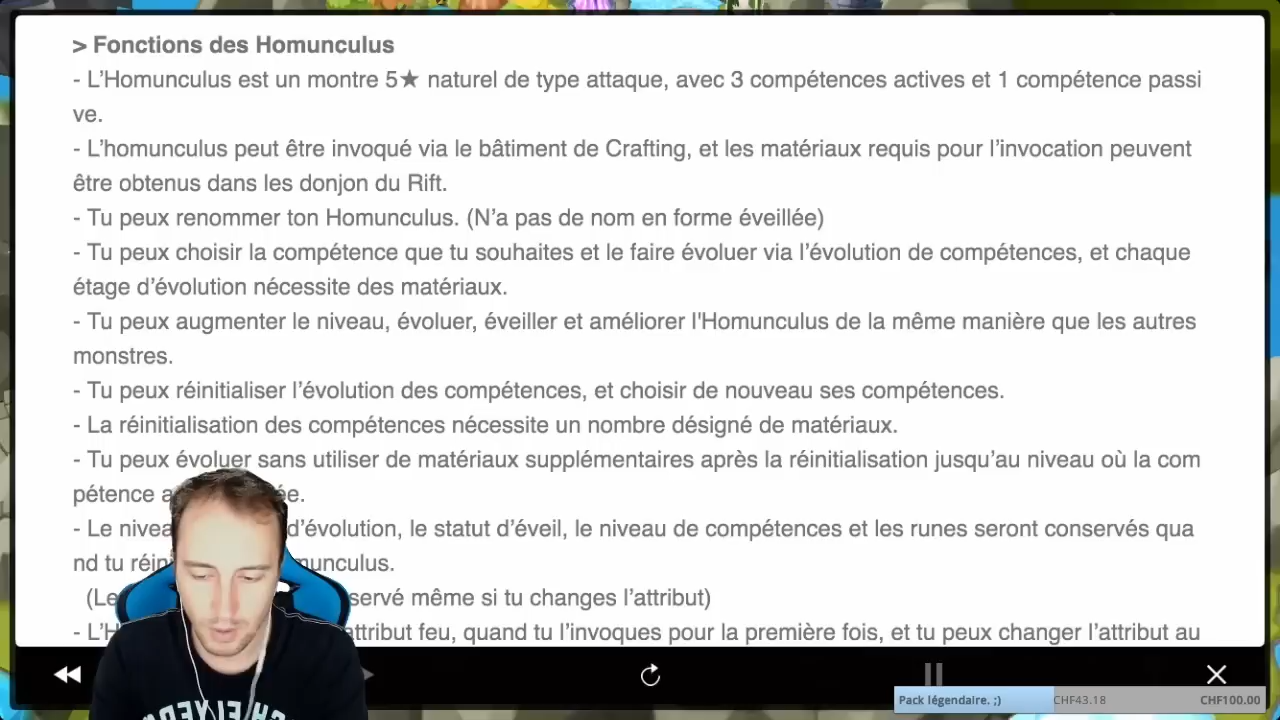 > Fonctions des Homunculus
- L’Homunculus est un montre 5★ naturel de type attaque, avec 3 compétences actives et 1 compétence passi
ve.
- L’homunculus peut être invoqué via le bâtiment de Crafting, et les matériaux requis pour l’invocation peuvent
être obtenus dans les donjon du Rift.
- Tu peux renommer ton Homunculus. (N’a pas de nom en forme éveillée)
- Tu peux choisir la compétence que tu souhaites et le faire évoluer via l’évolution de compétences, et chaque
étage d’évolution nécessite des matériaux.
- Tu peux augmenter le niveau, évoluer, éveiller et améliorer l'Homunculus de la même manière que les autres
monstres.
- Tu peux réinitialiser l’évolution des compétences, et choisir de nouveau ses compétences.
- La réinitialisation des compétences nécessite un nombre désigné de matériaux.
- Tu peux évoluer sans utiliser de matériaux supplémentaires après la réinitialisation jusqu’au niveau où la com
pétence
- Le d’évolution, le statut d’éveil, le niveau de compétences et les runes seront conservés qua
nd tu
même si tu changes l’attribut)
- attribut feu, quand tu l’invoques pour la première fois, et tu peux changer l’attribut au
Pack légendaire. ;) CHF43.18 CHF100.00